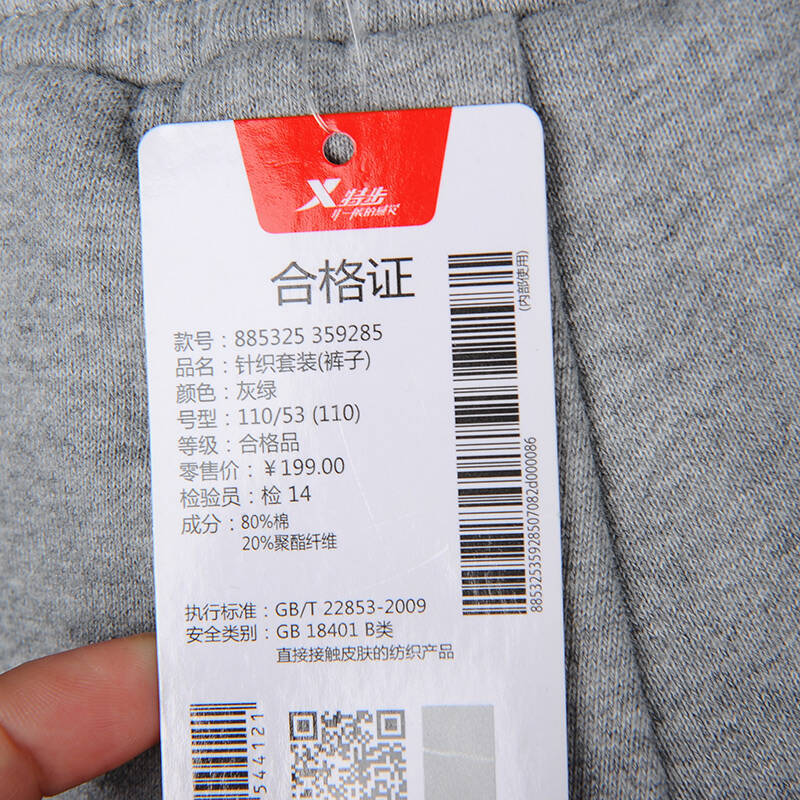 X 特步
合格证
款号：885325 359285
品名：针织套装(裤子)
颜色：灰绿
号型：110/53 (110)
等级：合格品
零售价：￥199.00
检验员：检 14
成分：80%棉
20%聚酯纤维
(内部使用)
88532535928507082d000086
执行标准：GB/T 22853-2009
安全类别：GB 18401 B类
直接接触皮肤的纺织产品
544121